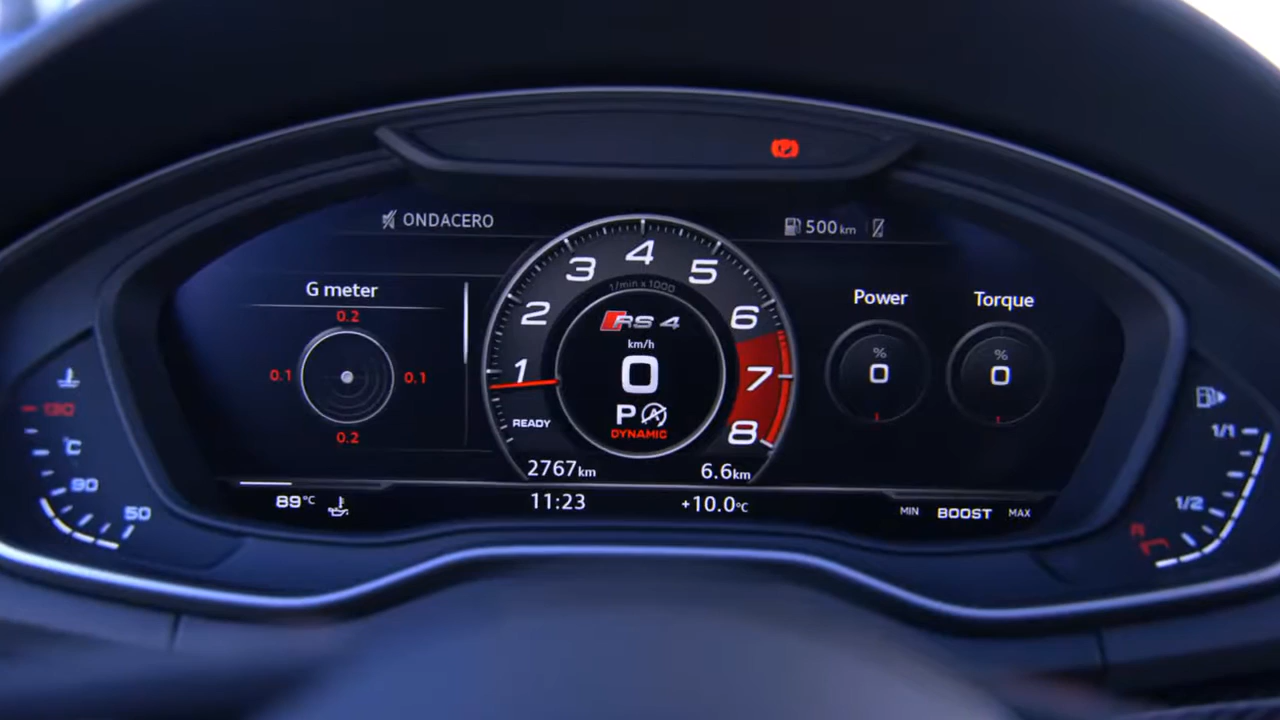 ONDACERO
500 km
G meter
0.2
0.1 0.1
0.2
1 2 3 4 5 6 7 8
1/min x 1000
RS 4
km/h
0
P A
DYNAMIC
READY
2767 km
6.6 km
Power
%
0
Torque
%
0
130
°C
90
50
89°C
11:23
+10.0°C
MIN BOOST MAX
1/1
1/2
R